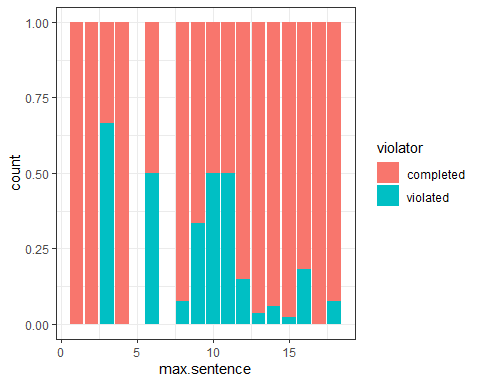 1.00
0.75
0.50
0.25
0.00
count
0 5 10 15
max.sentence
violator
completed
violated